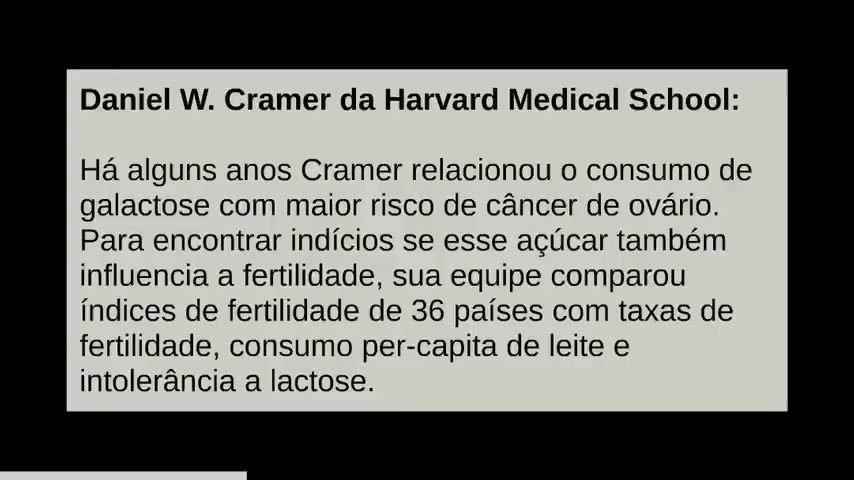 Daniel W. Cramer da Harvard Medical School:
Há alguns anos Cramer relacionou o consumo de
galactose com maior risco de câncer de ovário.
Para encontrar indícios se esse açúcar também
influencia a fertilidade, sua equipe comparou
índices de fertilidade de 36 países com taxas de
fertilidade, consumo per-capita de leite e
intolerância a lactose.